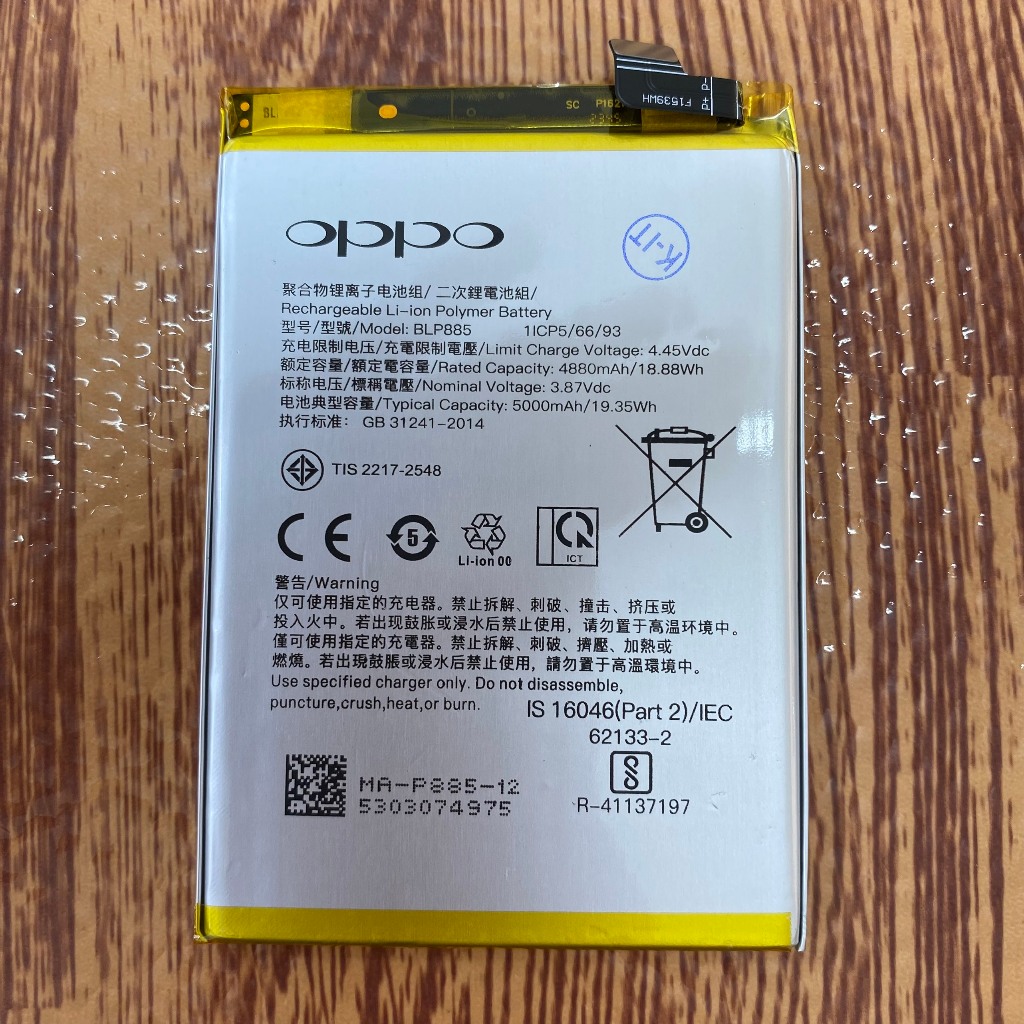 BL
SC P162
2345
F1539WH
P+ P-
oppo
K-IT
聚合物锂离子电池组/ 二次鋰電池組/
Rechargeable Li-ion Polymer Battery
型号/型號/Model: BLP885 1ICP5/66/93
充电限制电压/充電限制電壓/Limit Charge Voltage: 4.45Vdc
额定容量/額定電容量/Rated Capacity: 4880mAh/18.88Wh
标称电压/標稱電壓/Nominal Voltage: 3.87Vdc
电池典型容量/Typical Capacity: 5000mAh/19.35Wh
执行标准: GB 31241-2014
TIS 2217-2548
CE
5
Li-ion 00
ICT
警告/Warning
仅可使用指定的充电器。禁止拆解、刺破、撞击、挤压或
投入火中。若出现鼓胀或浸水后禁止使用，请勿置于高温环境中。
僅可使用指定的充電器。禁止拆解、刺破、擠壓、加熱或
燃燒。若出現鼓脹或浸水后禁止使用，請勿置于高溫環境中。
Use specified charger only. Do not disassemble,
puncture,crush,heat,or burn.
IS 16046(Part 2)/IEC
62133-2
R-41137197
MA-P885-12
5303074975